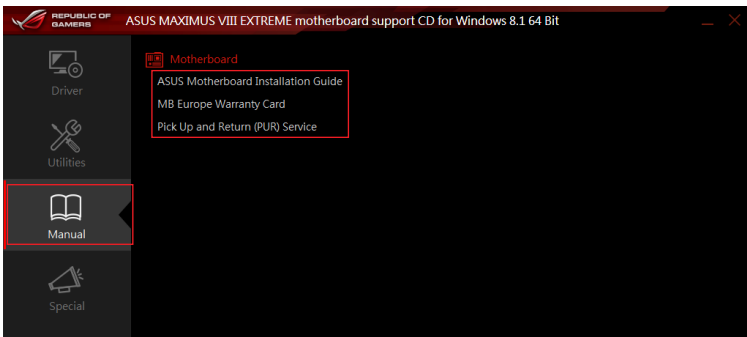 REPUBLIC OF
GAMERS
ASUS MAXIMUS VIII EXTREME motherboard support CD for Windows 8.1 64 Bit
Driver
Utilities
Manual
Special
Motherboard
ASUS Motherboard Installation Guide
MB Europe Warranty Card
Pick Up and Return (PUR) Service